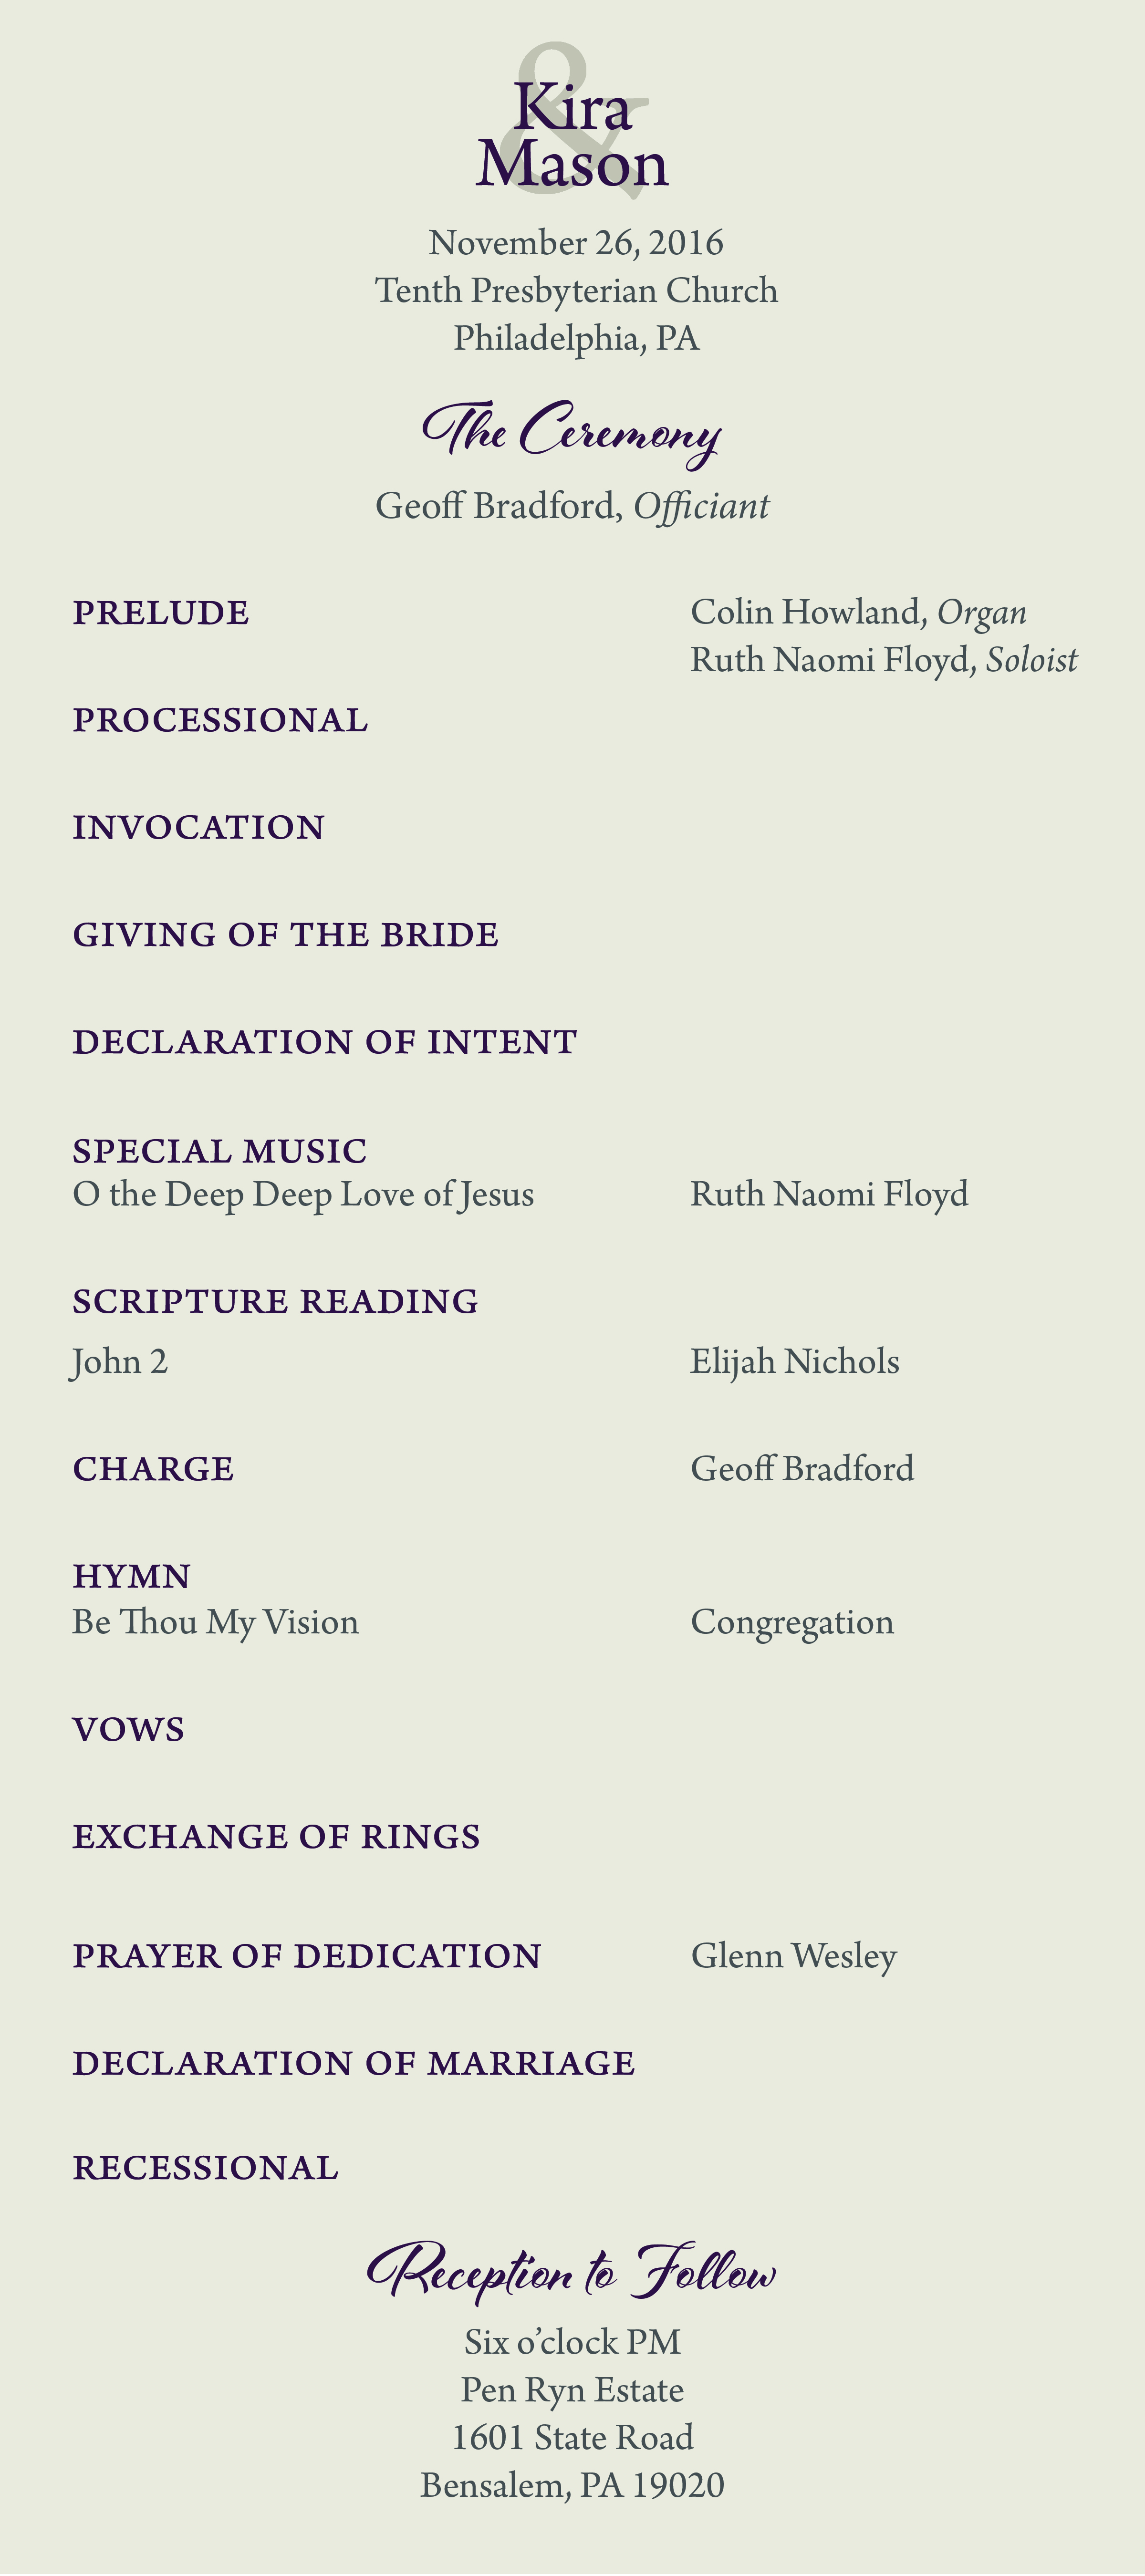 &
Kira
Mason
November 26, 2016
Tenth Presbyterian Church
Philadelphia, PA
The Ceremony
Geoff Bradford, Officiant
PRELUDE Colin Howland, Organ
Ruth Naomi Floyd, Soloist
PROCESSIONAL
INVOCATION
GIVING OF THE BRIDE
DECLARATION OF INTENT
SPECIAL MUSIC
O the Deep Deep Love of Jesus Ruth Naomi Floyd
SCRIPTURE READING
John 2 Elijah Nichols
CHARGE Geoff Bradford
HYMN
Be Thou My Vision Congregation
VOWS
EXCHANGE OF RINGS
PRAYER OF DEDICATION Glenn Wesley
DECLARATION OF MARRIAGE
RECESSIONAL
Reception to Follow
Six o’clock PM
Pen Ryn Estate
1601 State Road
Bensalem, PA 19020